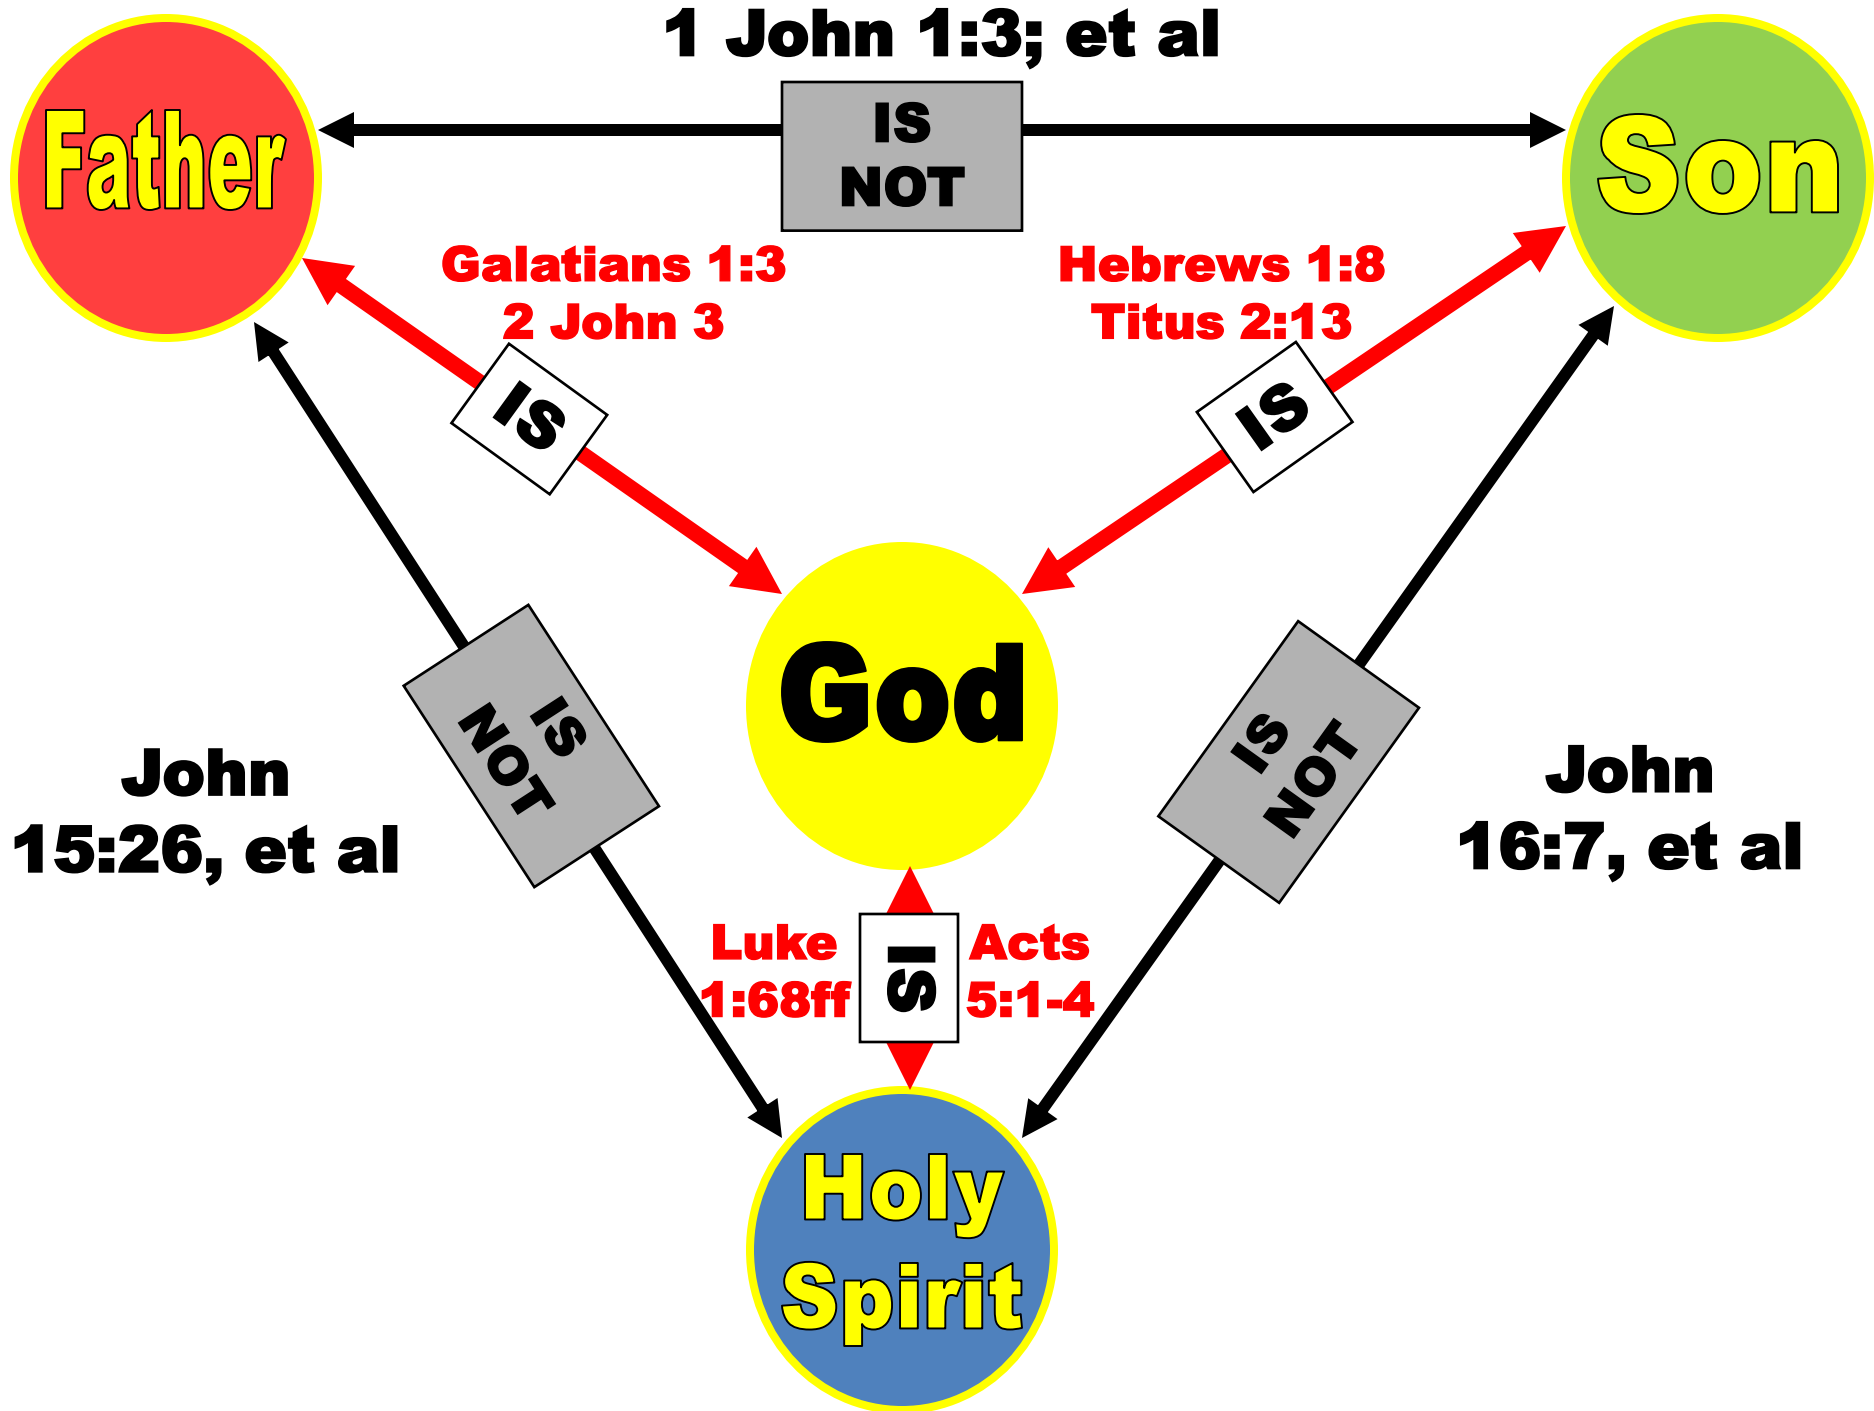 1 John 1:3; et al
Father
IS
NOT
Son
Galatians 1:3
2 John 3
Hebrews 1:8
Titus 2:13
IS
IS
God
IS
NOT
IS
NOT
John
15:26, et al
John
16:7, et al
Luke
1:68ff
IS
Acts
5:1-4
Holy
Spirit